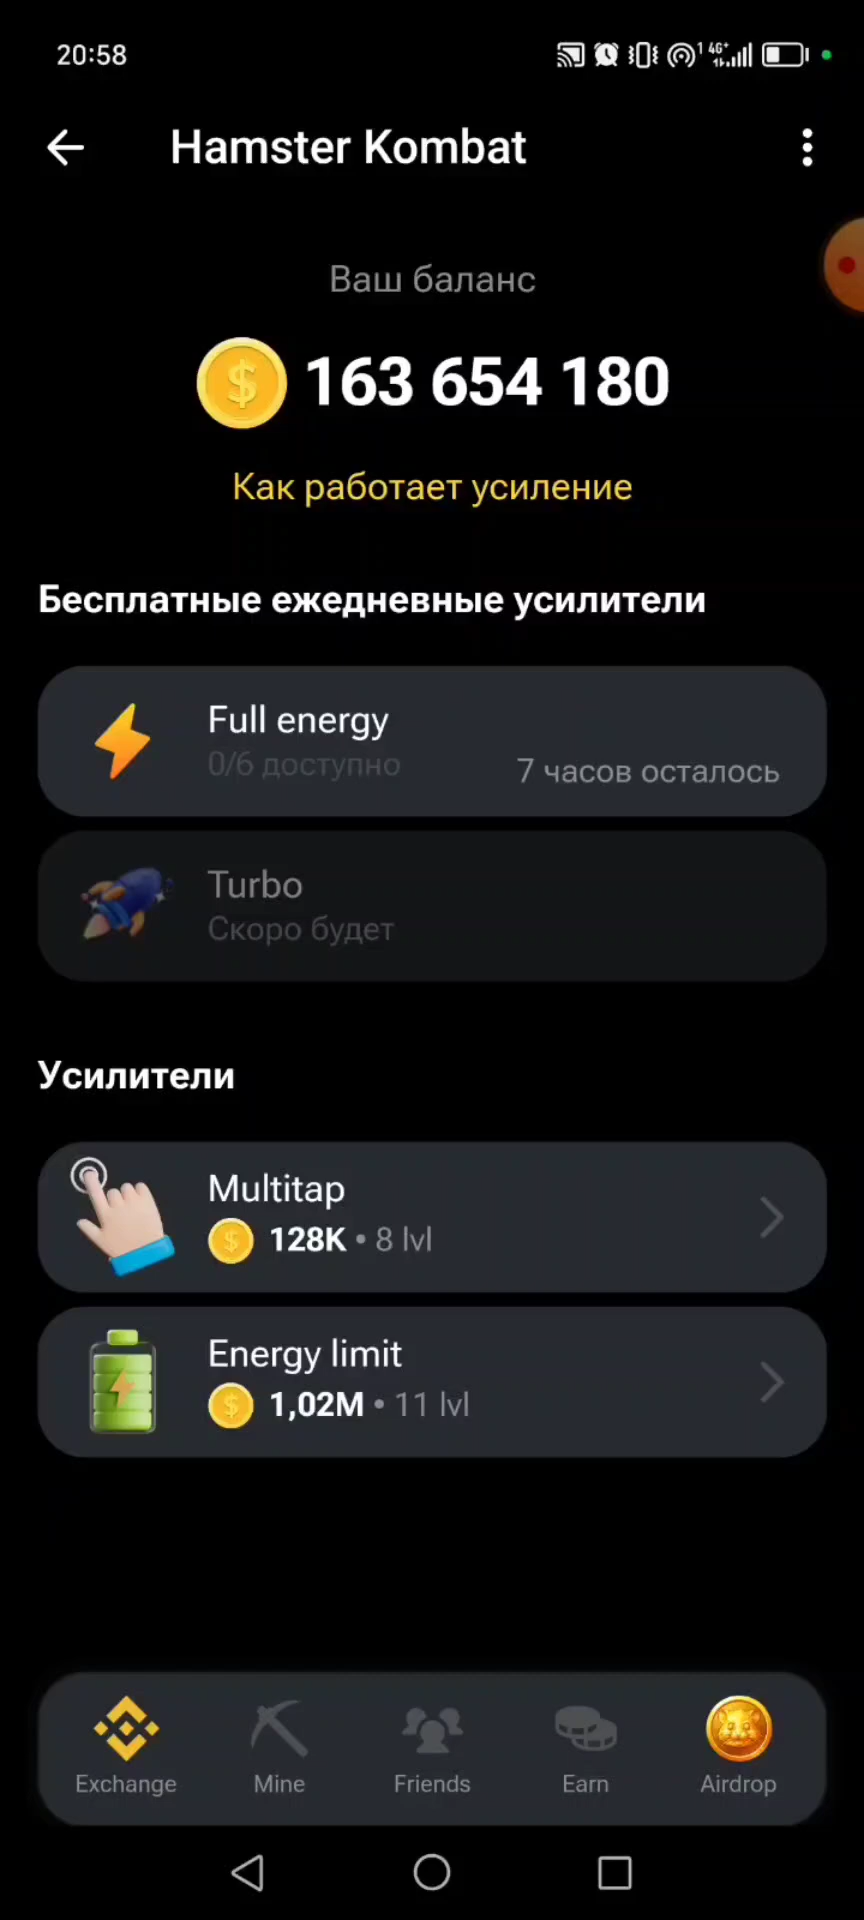 20:58
1 4G+
Hamster Kombat
Ваш баланс
163 654 180
Как работает усиление
Бесплатные ежедневные усилители
Full energy
0/6 доступно
7 часов осталось
Turbo
Скоро будет
Усилители
Multitap
128K • 8 lvl
Energy limit
1,02M • 11 lvl
Exchange Mine Friends Earn Airdrop